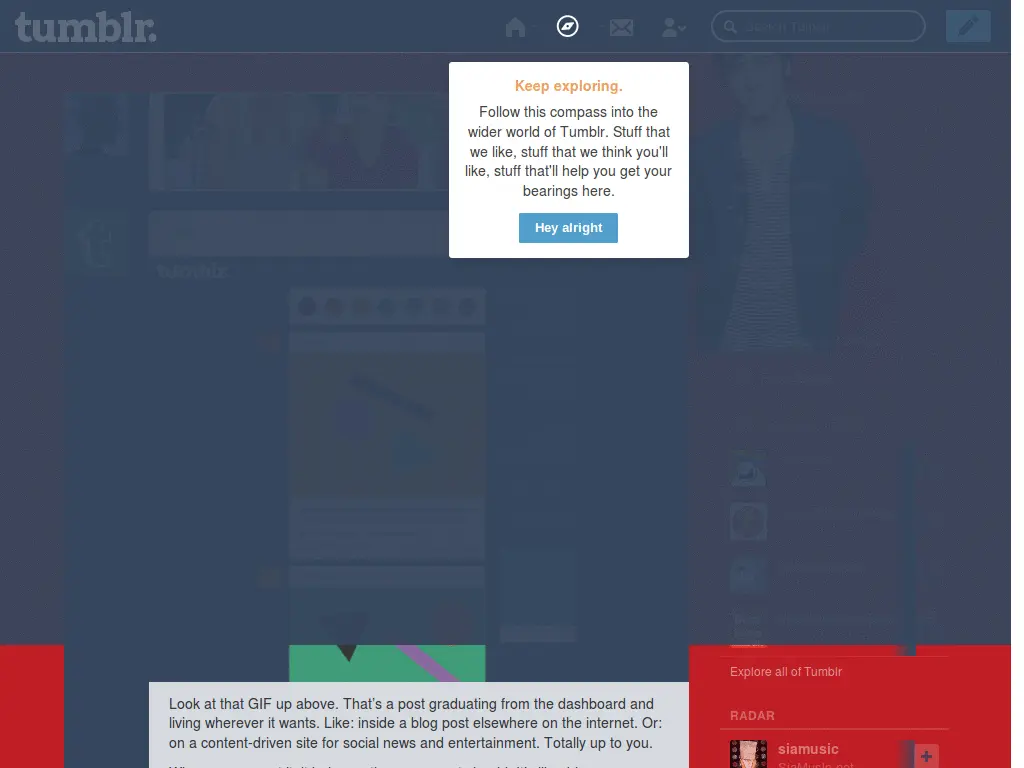 tumblr.
Search Tumblr
Keep exploring.
Follow this compass into the
wider world of Tumblr. Stuff that
we like, stuff that we think you'll
like, stuff that'll help you get your
bearings here.
Hey alright
tumblr.
Explore all of Tumblr
RADAR
Look at that GIF up above. That's a post graduating from the dashboard and
living wherever it wants. Like: inside a blog post elsewhere on the internet. Or:
on a content-driven site for social news and entertainment. Totally up to you.
siamusic
SiaMusic.net